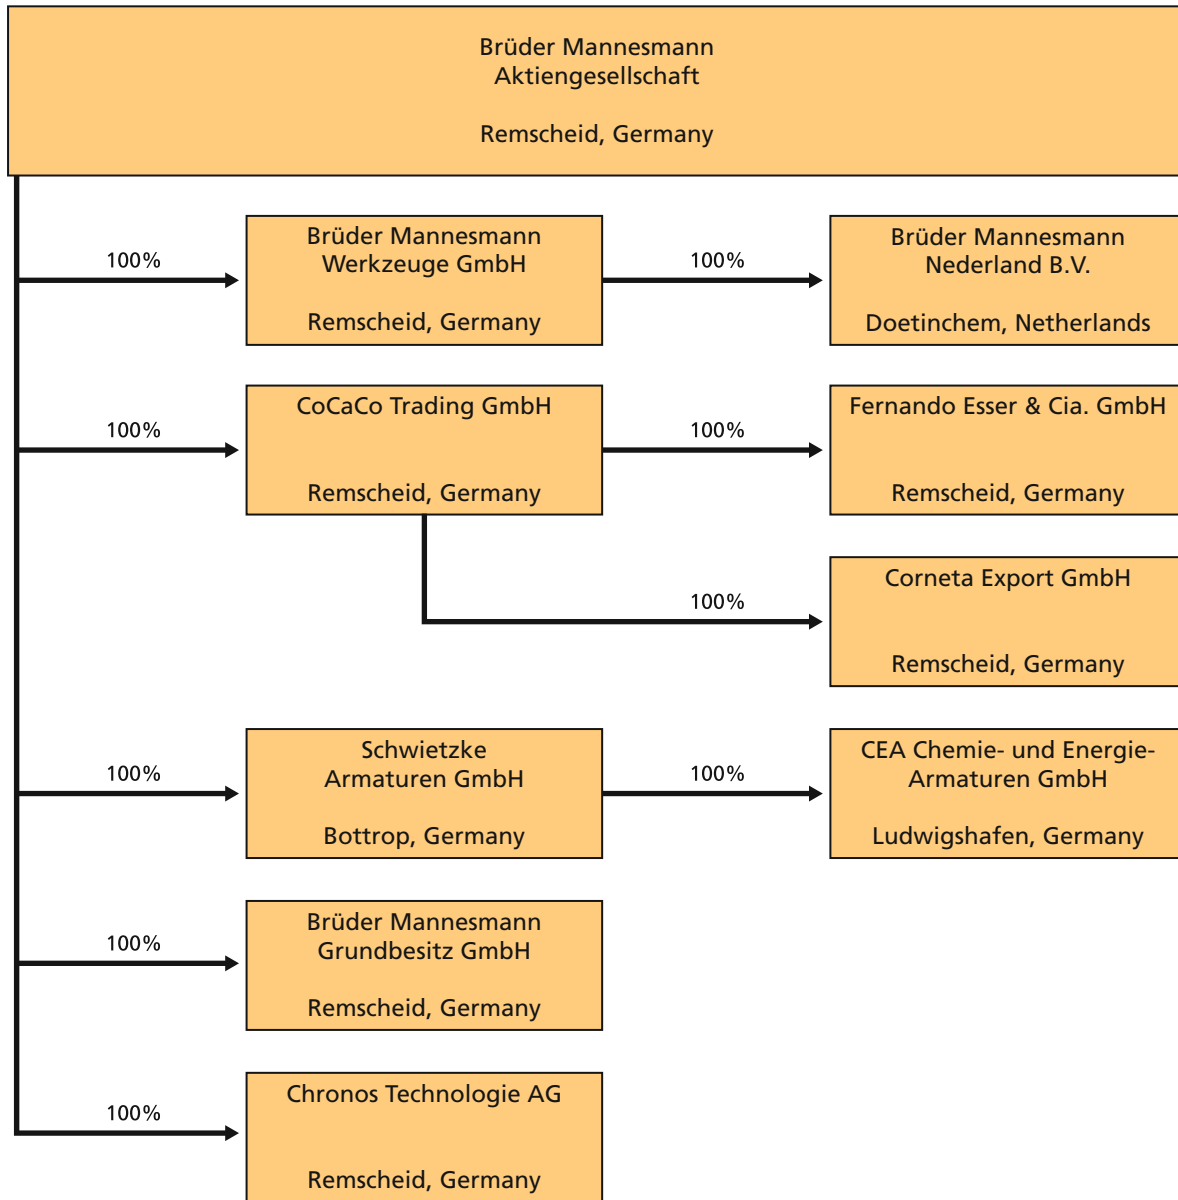 Brüder Mannesmann
Aktiengesellschaft
Remscheid, Germany
100%
Brüder Mannesmann
Werkzeuge GmbH
Remscheid, Germany
100%
Brüder Mannesmann
Nederland B.V.
Doetinchem, Netherlands
100%
CoCaCo Trading GmbH
Remscheid, Germany
100%
Fernando Esser & Cia. GmbH
Remscheid, Germany
100%
Corneta Export GmbH
Remscheid, Germany
100%
Schwietzke
Armaturen GmbH
Bottrop, Germany
100%
CEA Chemie- und Energie-
Armaturen GmbH
Ludwigshafen, Germany
100%
Brüder Mannesmann
Grundbesitz GmbH
Remscheid, Germany
100%
Chronos Technologie AG
Remscheid, Germany